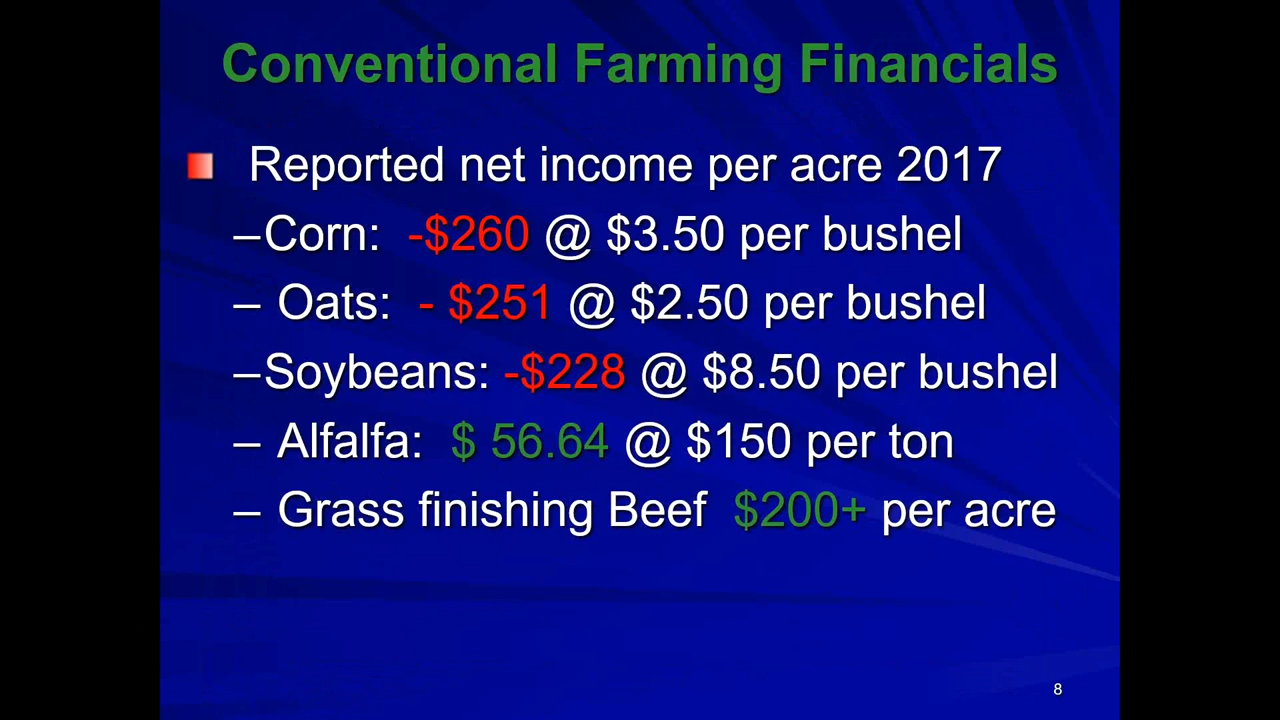 Conventional Farming Financials
Reported net income per acre 2017
–Corn: -$260 @ $3.50 per bushel
– Oats: - $251 @ $2.50 per bushel
–Soybeans: -$228 @ $8.50 per bushel
– Alfalfa: $ 56.64 @ $150 per ton
– Grass finishing Beef $200+ per acre
8